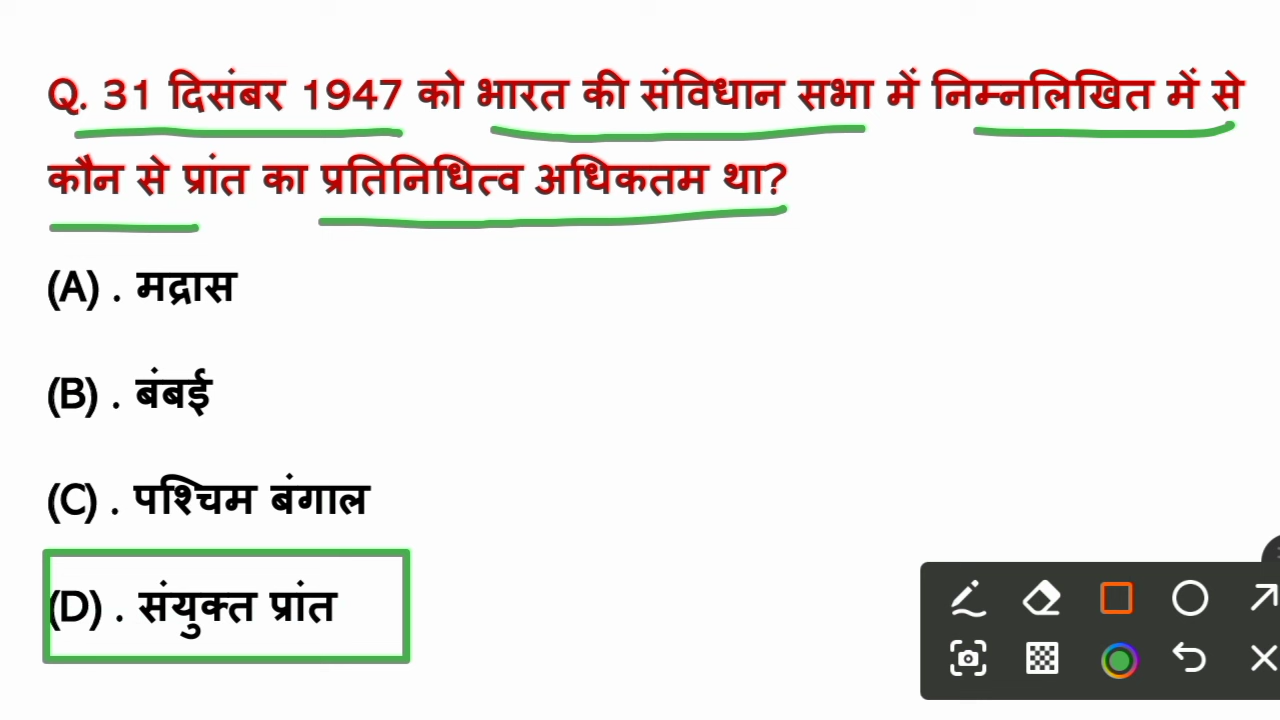 Q. 31 दिसंबर 1947 को भारत की संविधान सभा में निम्नलिखित में से
कौन से प्रांत का प्रतिनिधित्व अधिकतम था?
(A) . मद्रास
(B) . बंबई
(C) . पश्चिम बंगाल
(D) . संयुक्त प्रांत